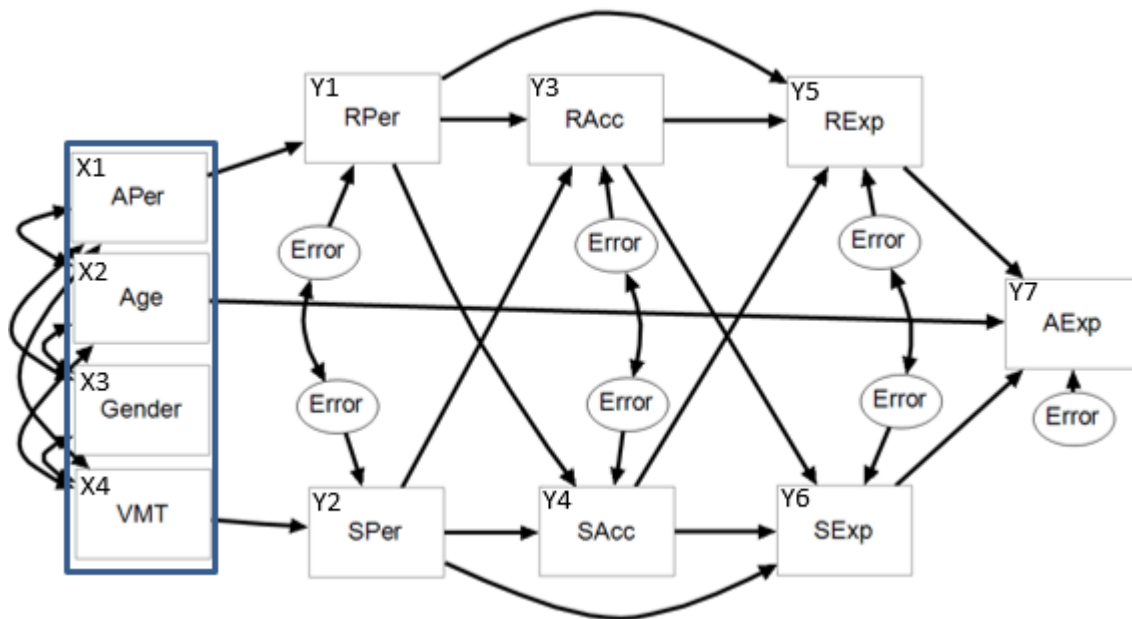 Y1
RPer
Y3
RAcc
Y5
RExp
X1
APer
X2
Age
X3
Gender
X4
VMT
Error
Error
Error
Error
Error
Error
Y7
AExp
Error
Y2
SPer
Y4
SAcc
Y6
SExp